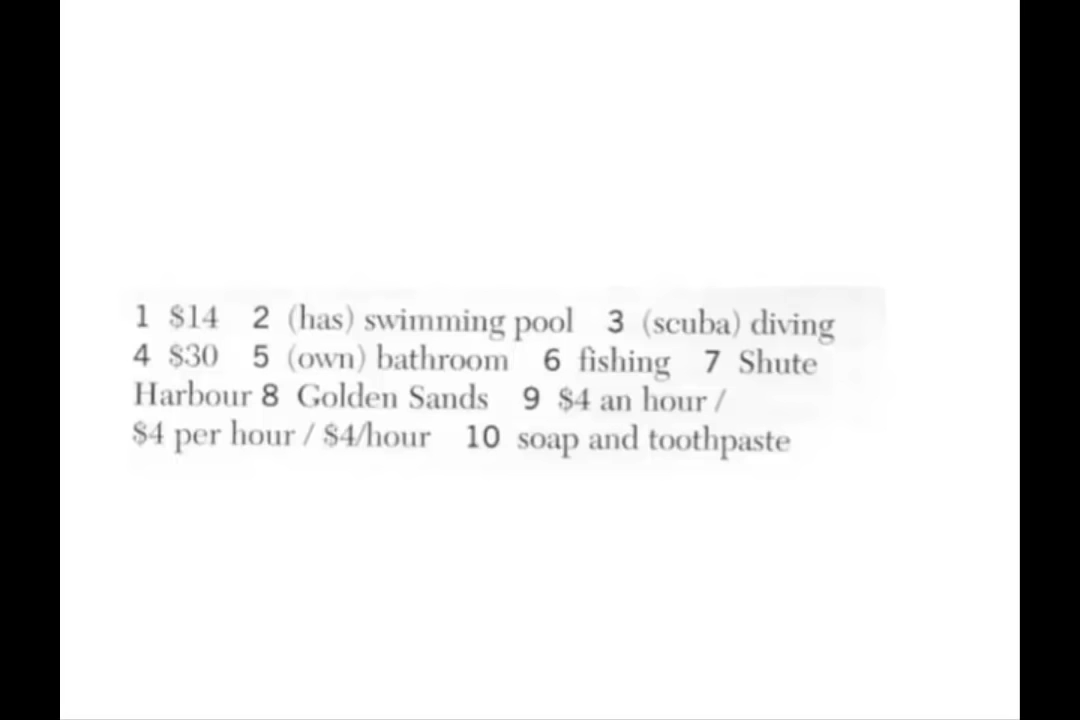 1 $14 2 (has) swimming pool 3 (scuba) diving
4 $30 5 (own) bathroom 6 fishing 7 Shute
Harbour 8 Golden Sands 9 $4 an hour /
$4 per hour / $4/hour 10 soap and toothpaste